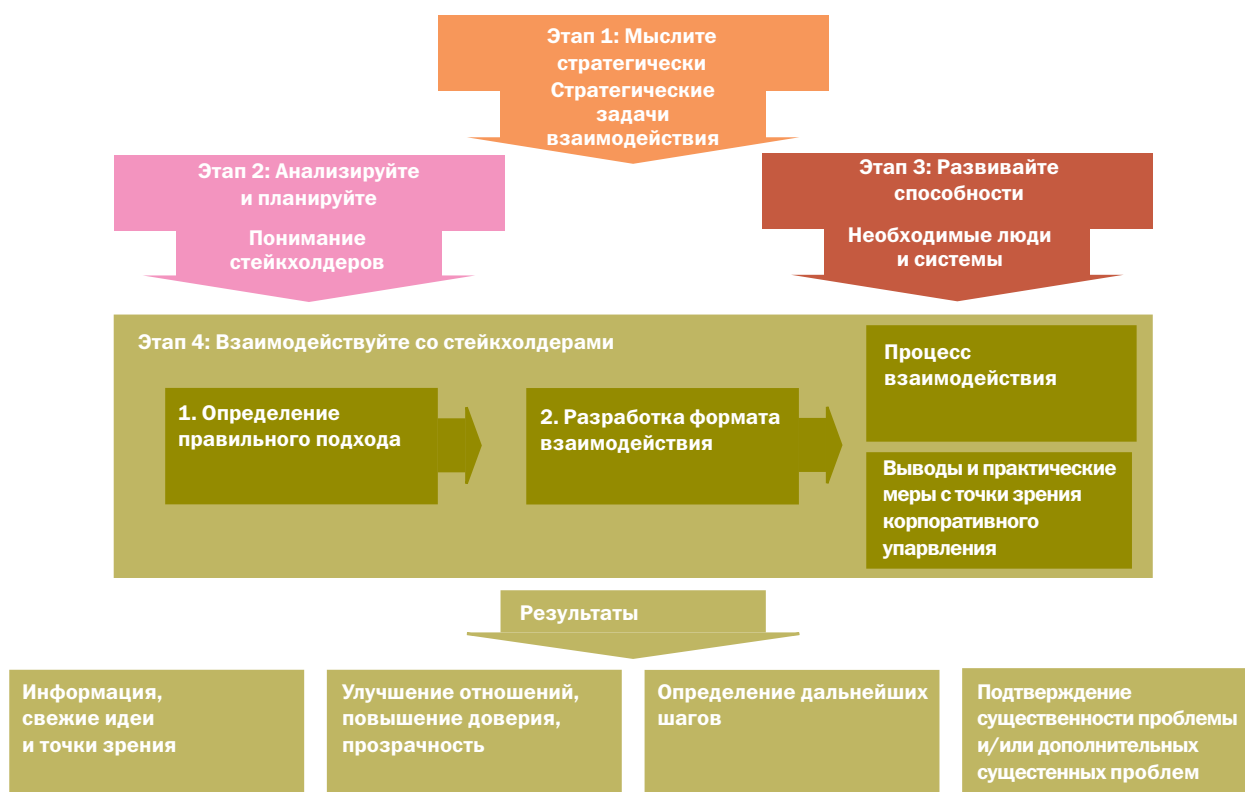 Этап 1: Мыслите
стратегически
Стратегические
задачи
взаимодействия
Этап 2: Анализируйте
и планируйте
Понимание
стейкхолдеров
Этап 3: Развивайте
способности
Необходимые люди
и системы
Этап 4: Взаимодействуйте со стейкхолдерами
1. Определение
правильного подхода
2. Разработка формата
взаимодействия
Процесс
взаимодействия
Выводы и практические
меры с точки зрения
корпоративного
упарвления
Результаты
Информация,
свежие идеи
и точки зрения
Улучшение отношений,
повышение доверия,
прозрачность
Определение дальнейших
шагов
Подтверждение
существенности проблемы
и/или дополнительных
сущестенных проблем